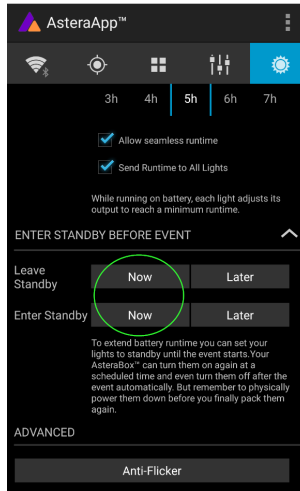 AsteraApp™
3h 4h 5h 6h 7h
Allow seamless runtime
Send Runtime to All Lights
While running on battery, each light adjusts its
output to reach a minimum runtime.
ENTER STANDBY BEFORE EVENT
Leave
Standby
Now Later
Enter Standby Now Later
To extend battery runtime you can set your
lights to standby until the event starts.Your
AsteraBox™ can turn them on again at a
scheduled time and even turn them off after the
event automatically. But remember to physically
power them down before you finally pack them
again.
ADVANCED
Anti-Flicker